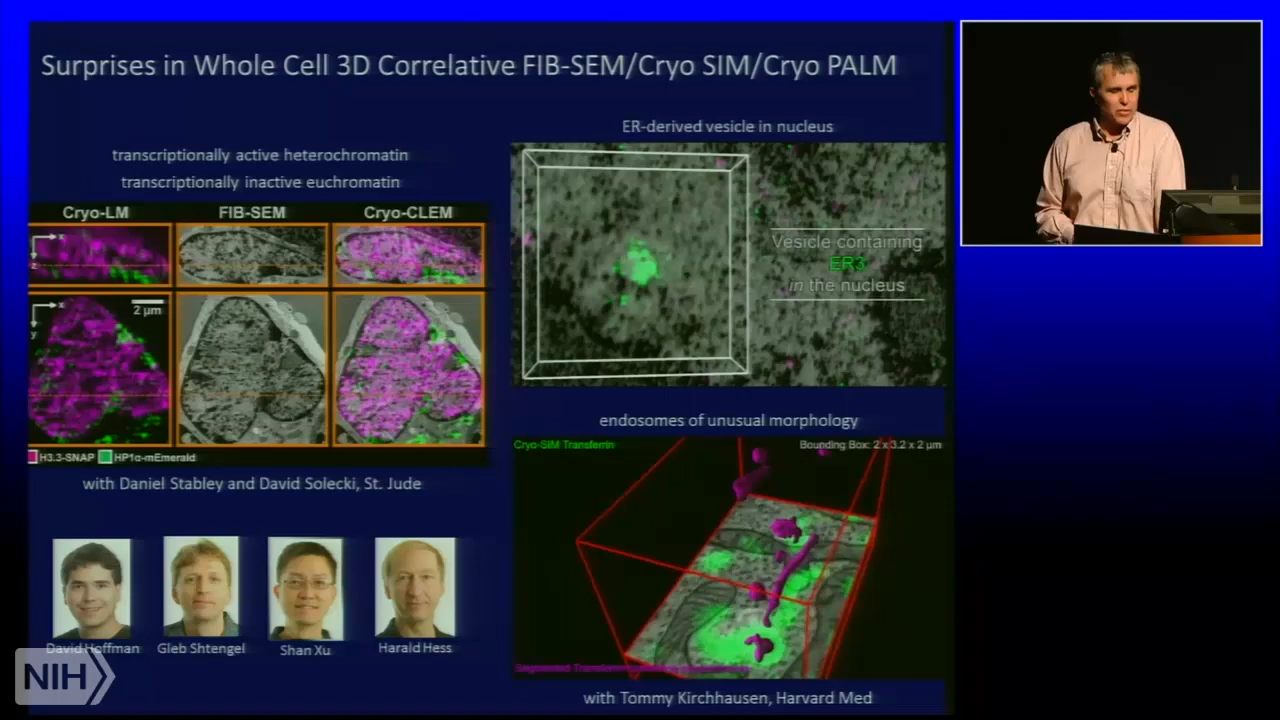 Surprises in Whole Cell 3D Correlative FIB-SEM/Cryo SIM/Cryo PALM
transcriptionally active heterochromatin
transcriptionally inactive euchromatin
Cryo-LM FIB-SEM Cryo-CLEM
x
z
x
y
2 μm
H3.3-SNAP HP1α-mEmerald
with Daniel Stabley and David Solecki, St. Jude
David Hoffman Gleb Shtengel Shan Xu Harald Hess
NIH
ER-derived vesicle in nucleus
Vesicle containing
ER3
in the nucleus
endosomes of unusual morphology
Cryo-SIM Transferrin Bounding Box: 2 x 3.2 x 2 μm
Segmented
with Tommy Kirchhausen, Harvard Med